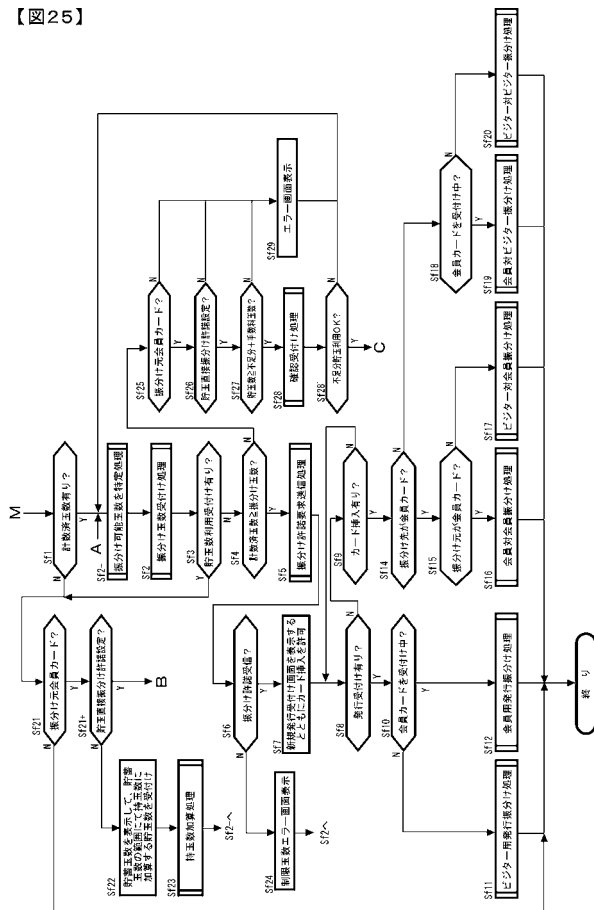 【図25】
M
Sf1
計数済玉数有り?
N
Y
A
Sf2-
振分け可能玉数を特定処理
Sf2
振分け玉数受付け処理
Sf3
貯玉数利用受付け有り?
Y
N
Sf4
計数済玉数≧振分け玉数?
N
Y
Sf5
振分け許諾要求送信処理
Sf21
振分け元会員カード?
N
Y
Sf21+
貯玉直接振分け許諾設定?
N
Y
B
Sf22
貯蓄玉数を表示して、貯蓄
玉数の範囲にて持玉数に
加算する貯玉数を受付け
Sf23
持玉数加算処理
Sf2-へ
Sf6
振分け許諾受信?
N
Y
Sf24
制限玉数エラー画面表示
Sf2へ
Sf7
新規発行受付け画面を表示する
とともにカード挿入を許可
Sf8
発行受付け有り?
N
Y
Sf10
会員カードを受付け中?
N
Y
Sf11
ビジター用発行振分け処理
Sf12
会員用発行振分け処理
Sf9
カード挿入有り?
N
Y
Sf14
振分け先が会員カード?
N
Y
Sf15
振分け元が会員カード?
N
Y
Sf16
会員対会員振分け処理
Sf17
ビジター対会員振分け処理
Sf18
会員カードを受付け中?
N
Y
Sf19
会員対ビジター振分け処理
Sf20
ビジター対ビジター振分け処理
Sf25
振分け元会員カード?
N
Y
Sf26
貯玉直接振分け許諾設定?
N
Y
Sf27
貯玉数≧不足分+手数料玉数?
N
Y
Sf28
確認受付け処理
Sf28'
不足分貯玉利用OK?
N
Y
C
Sf29
エラー画面表示
終り